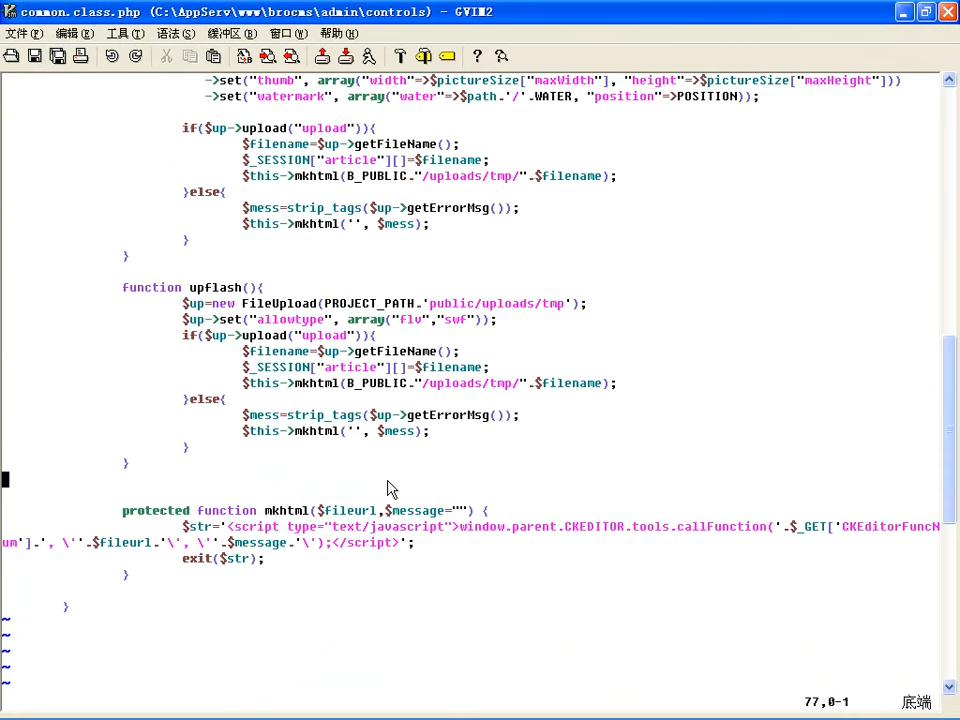 common.class.php (C:\AppServ\www\brocms\admin\controls) - GVIM2
文件(F) 编辑(E) 工具(T) 语法(S) 缓冲区(B) 窗口(W) 帮助(H)
->set("thumb", array("width"=>$pictureSize["maxWidth"], "height"=>$pictureSize["maxHeight"]))
->set("watermark", array("water"=>$path.'/'.WATER, "position"=>POSITION));
if($up->upload("upload")){
$filename=$up->getFileName();
$_SESSION["article"][]=$filename;
$this->mkhtml(B_PUBLIC."/uploads/tmp/".$filename);
}else{
$mess=strip_tags($up->getErrorMsg());
$this->mkhtml('', $mess);
}
}
function upflash(){
$up=new FileUpload(PROJECT_PATH.'public/uploads/tmp');
$up->set("allowtype", array("flv","swf"));
if($up->upload("upload")){
$filename=$up->getFileName();
$_SESSION["article"][]=$filename;
$this->mkhtml(B_PUBLIC."/uploads/tmp/".$filename);
}else{
$mess=strip_tags($up->getErrorMsg());
$this->mkhtml('', $mess);
}
}
protected function mkhtml($fileurl,$message="") {
$str='<script type="text/javascript">window.parent.CKEDITOR.tools.callFunction('.$_GET['CKEditorFuncN
um'].', \''.$fileurl.'\', \''.$message.'\');</script>';
exit($str);
}
}
~
~
~
~
~
77,0-1 底端